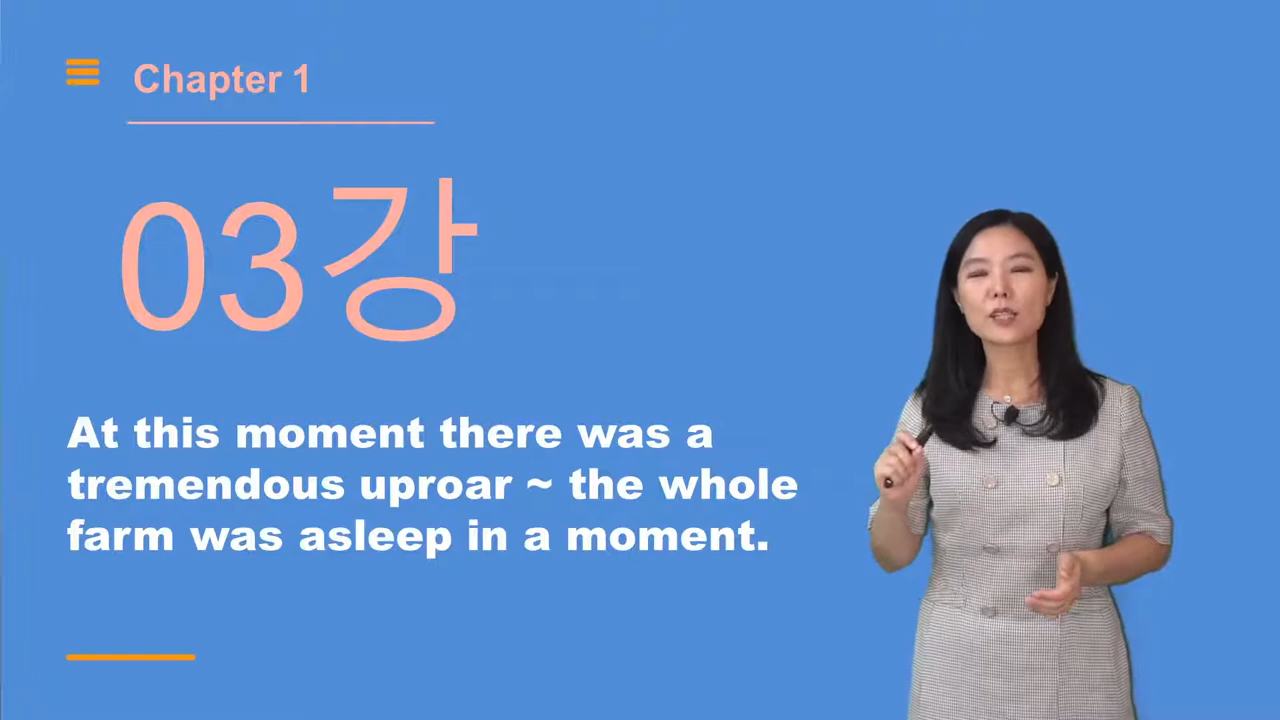 Chapter 1
03강
At this moment there was a
tremendous uproar ~ the whole
farm was asleep in a moment.